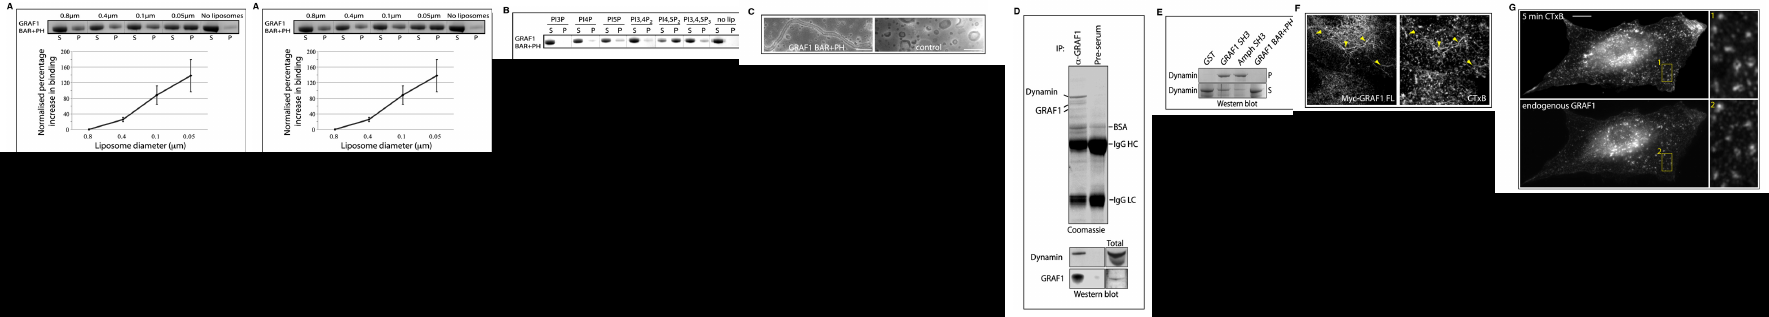 A
0.8µm 0.4µm 0.1µm 0.05µm No liposomes
GRAF1
BAR+PH
S P S P S P S P S P
Normalised percentage
increase in binding
200
160
120
80
40
0
0.8 0.4 0.1 0.05
Liposome diameter (µm)
A
0.8µm 0.4µm 0.1µm 0.05µm No liposomes
GRAF1
BAR+PH
S P S P S P S P S P
Normalised percentage
increase in binding
200
160
120
80
40
0
0.8 0.4 0.1 0.05
Liposome diameter (µm)
B
PI3P PI4P PI5P PI3,4P2 PI4,5P2 PI3,4,5P3 no lip
S P S P S P S P S P S P S P
GRAF1
BAR+PH
C
GRAF1 BAR+PH control
D
IP:
α-GRAF1
Pre-serum
Dynamin
GRAF1
BSA
IgG HC
IgG LC
Coomassie
Total
Dynamin
GRAF1
Western blot
E
GST
GRAF1 SH3
Amph SH3
GRAF1 BAR+PH
Dynamin P
Dynamin S
Western blot
F
Myc-GRAF1 FL CTxB
G
5 min CTxB
1
1
endogenous GRAF1
2
2